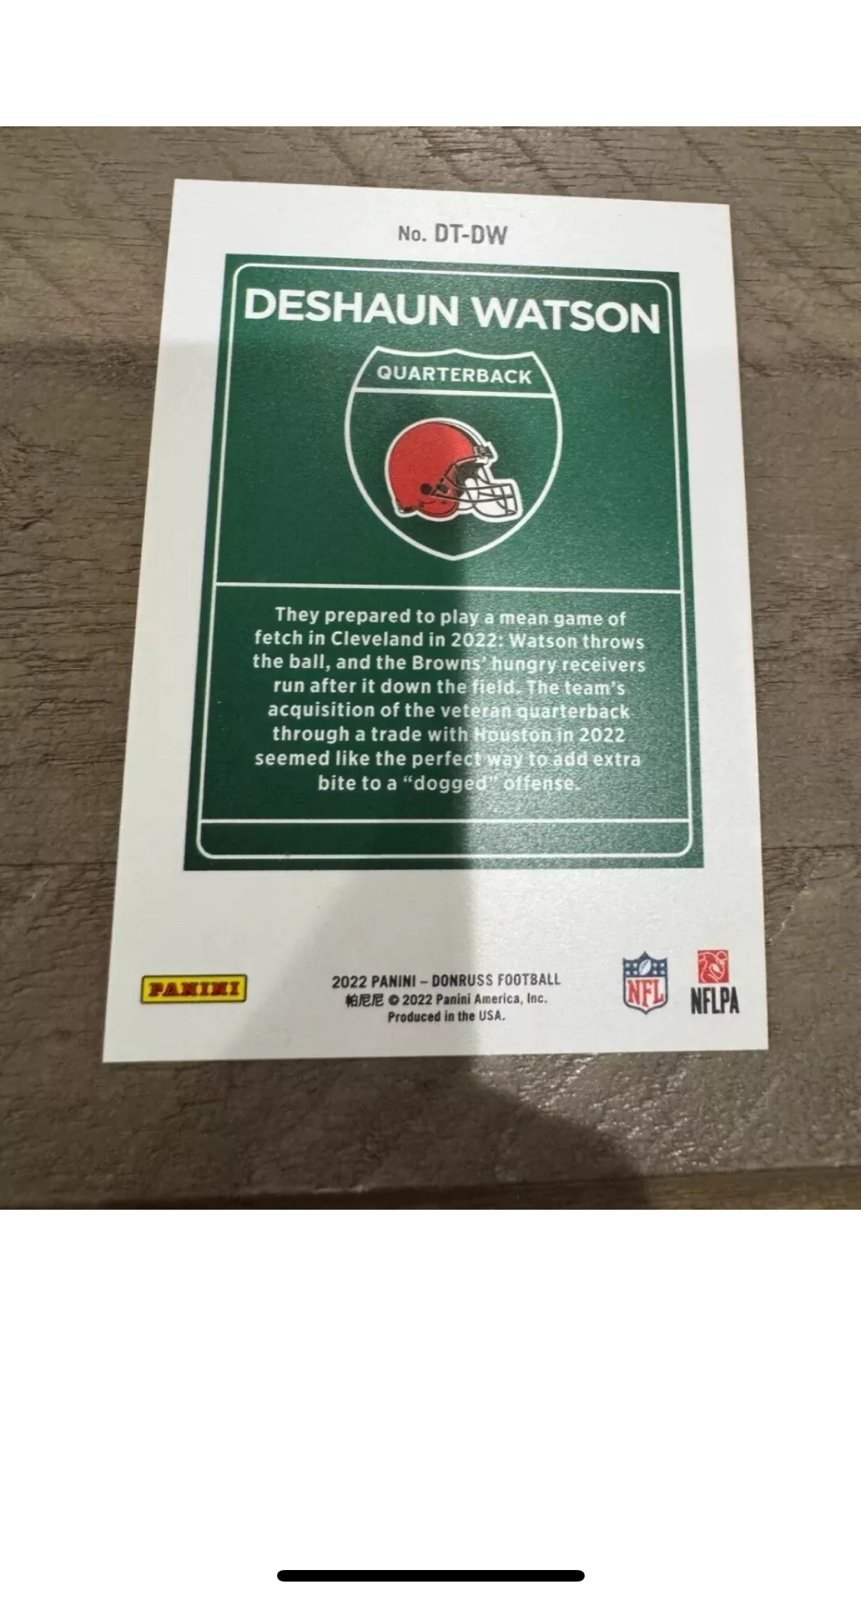 No. DT-DW
DESHAUN WATSON
QUARTERBACK
They prepared to play a mean game of
fetch in Cleveland in 2022: Watson throws
the ball, and the Browns' hungry receivers
run after it down the field. The team's
acquisition of the veteran quarterback
through a trade with Houston in 2022
seemed like the perfect way to add extra
bite to a “dogged” offense.
PANINI
2022 PANINI – DONRUSS FOOTBALL
帕尼尼 © 2022 Panini America, Inc.
Produced in the USA.
NFL
NFLPA